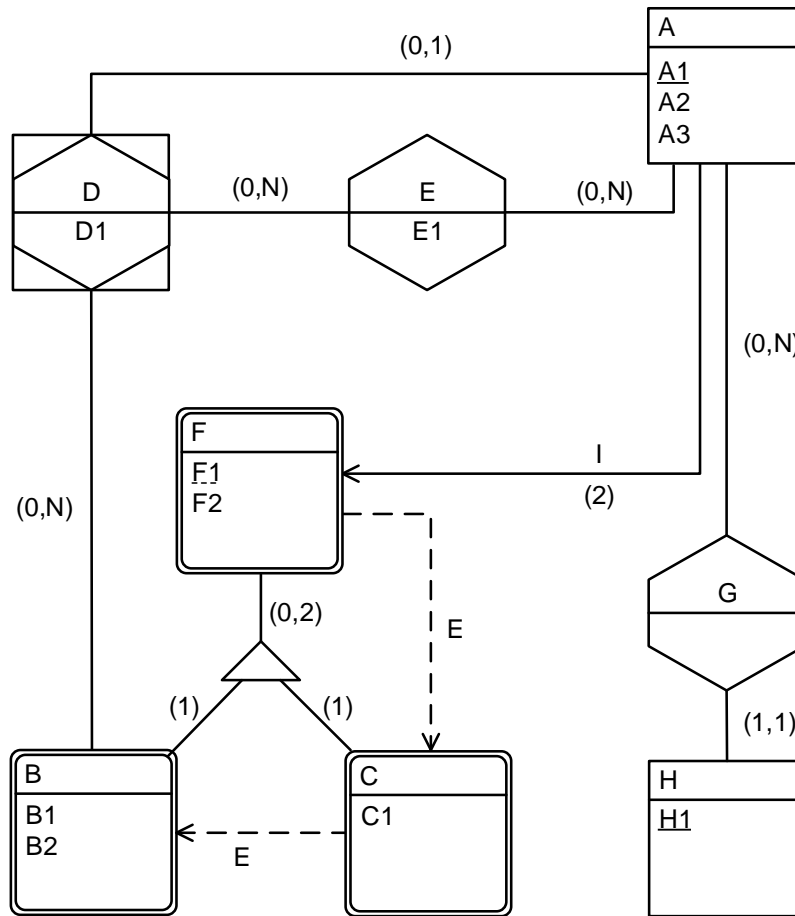 A
(0,1)
A1
A2
A3
D
(0,N)
E
(0,N)
D1
E1
(0,N)
F
I
F1
(2)
F2
(0,N)
(0,2)
E
G
(1)
(1)
(1,1)
B
C
H
B1
C1
H1
B2
E